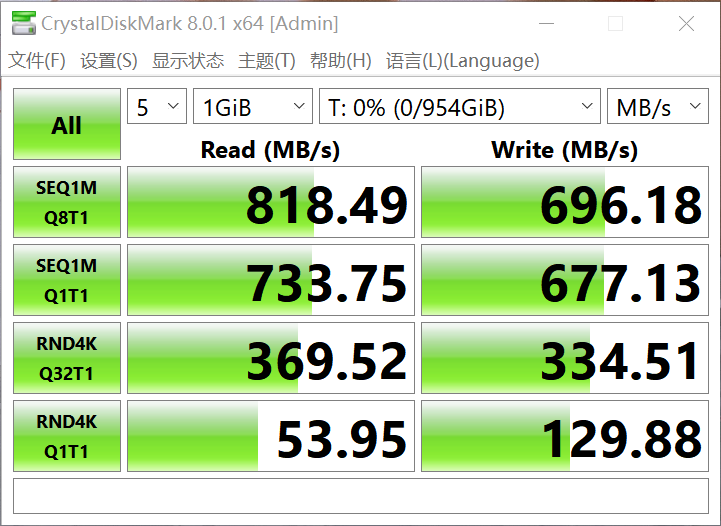 CrystalDiskMark 8.0.1 x64 [Admin]
文件(F) 设置(S) 显示状态 主题(T) 帮助(H) 语言(L)(Language)
All 5 1GiB T: 0% (0/954GiB) MB/s
Read (MB/s) Write (MB/s)
SEQ1M
Q8T1 818.49 696.18
SEQ1M
Q1T1 733.75 677.13
RND4K
Q32T1 369.52 334.51
RND4K
Q1T1 53.95 129.88